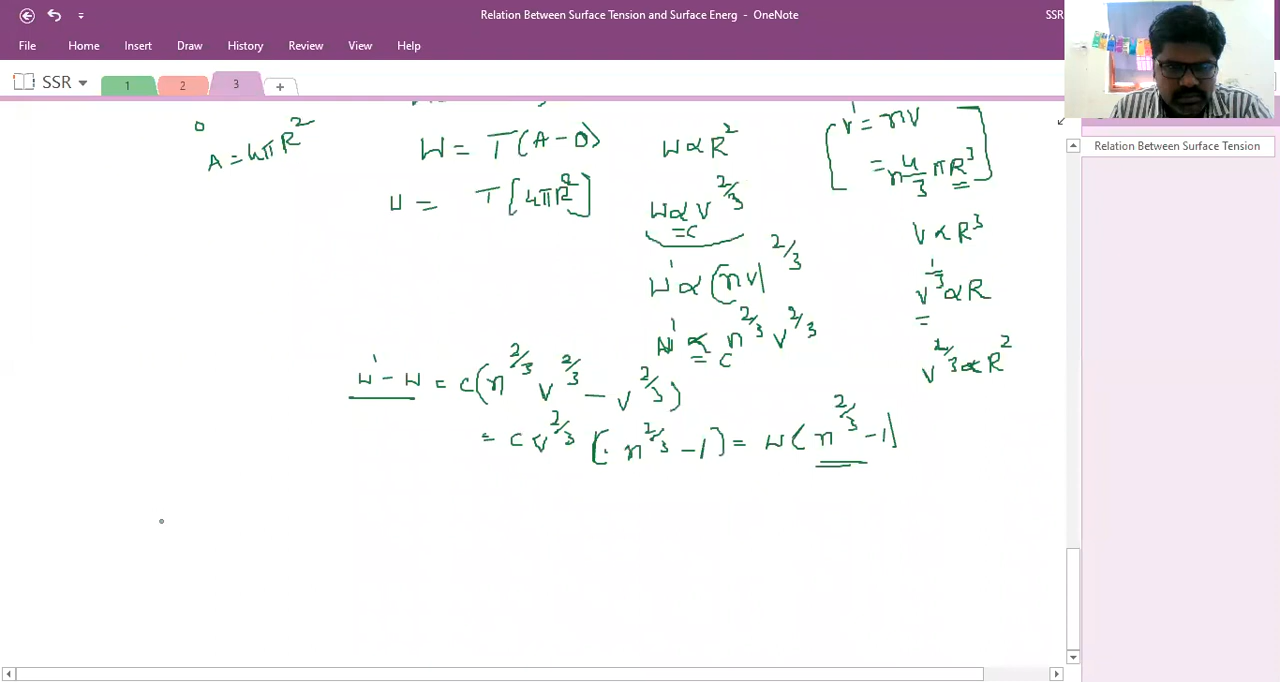 Relation Between Surface Tension and Surface Energ - OneNote
SSR
File Home Insert Draw History Review View Help
SSR 1 2 3 +
Relation Between Surface Tension
A = 4πR²
W = T(A - 0)
W = T[4πR²]
W ∝ R²
W ∝ V^2/3
= C
W' ∝ (nV)^2/3
W' ∝ n^2/3 V^2/3
= C
[V' = nV
= n 4/3 πR³]
V ∝ R³
V^1/3 ∝ R
=
V^2/3 ∝ R²
W' - W = C(n^2/3 V^2/3 - V^2/3)
= C V^2/3 [n^2/3 - 1] = W(n^2/3 - 1)